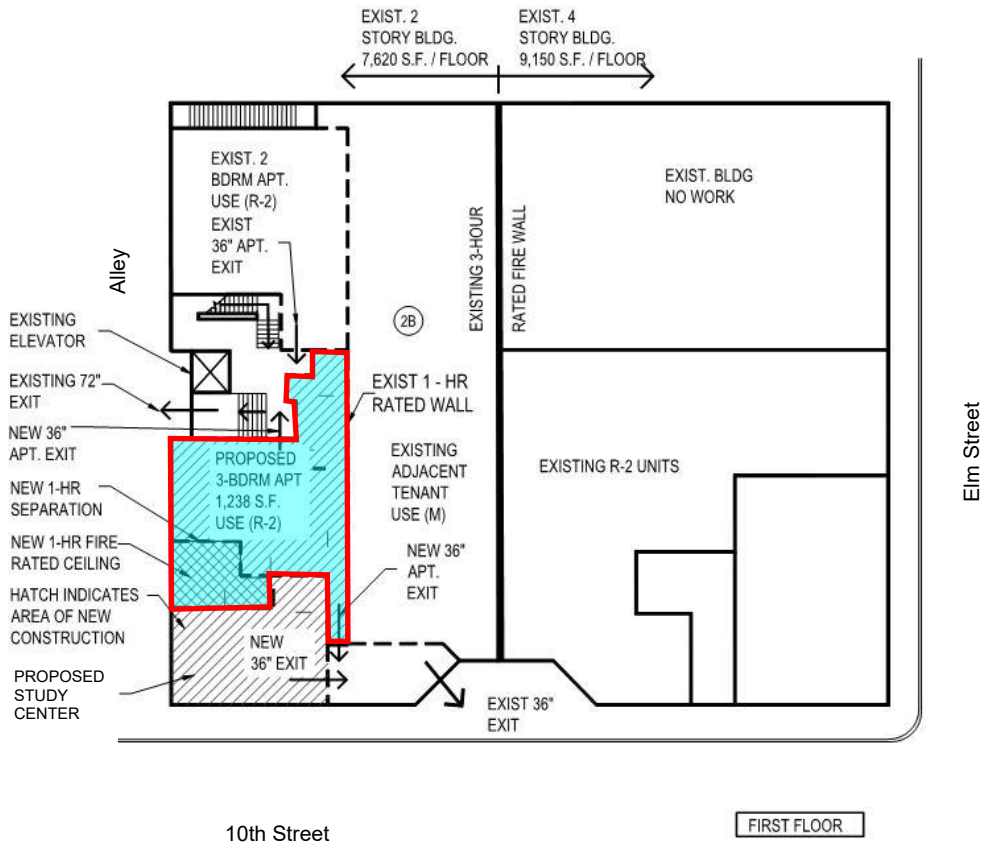 EXIST. 2
STORY BLDG.
7,620 S.F. / FLOOR
EXIST. 4
STORY BLDG.
9,150 S.F. / FLOOR
EXIST. 2
BDRM APT.
USE (R-2)
EXIST
36" APT.
EXIT
EXIST. BLDG
NO WORK
Alley
EXISTING 3-HOUR
RATED FIRE WALL
2B
EXISTING
ELEVATOR
EXISTING 72"
EXIT
NEW 36"
APT. EXIT
NEW 1-HR
SEPARATION
NEW 1-HR FIRE
RATED CEILING
HATCH INDICATES
AREA OF NEW
CONSTRUCTION
PROPOSED
STUDY
CENTER
EXIST 1 - HR
RATED WALL
PROPOSED
3-BDRM APT
1,238 S.F.
USE (R-2)
EXISTING
ADJACENT
TENANT
USE (M)
EXISTING R-2 UNITS
Elm Street
NEW 36"
APT.
EXIT
NEW
36" EXIT
EXIST 36"
EXIT
10th Street
FIRST FLOOR